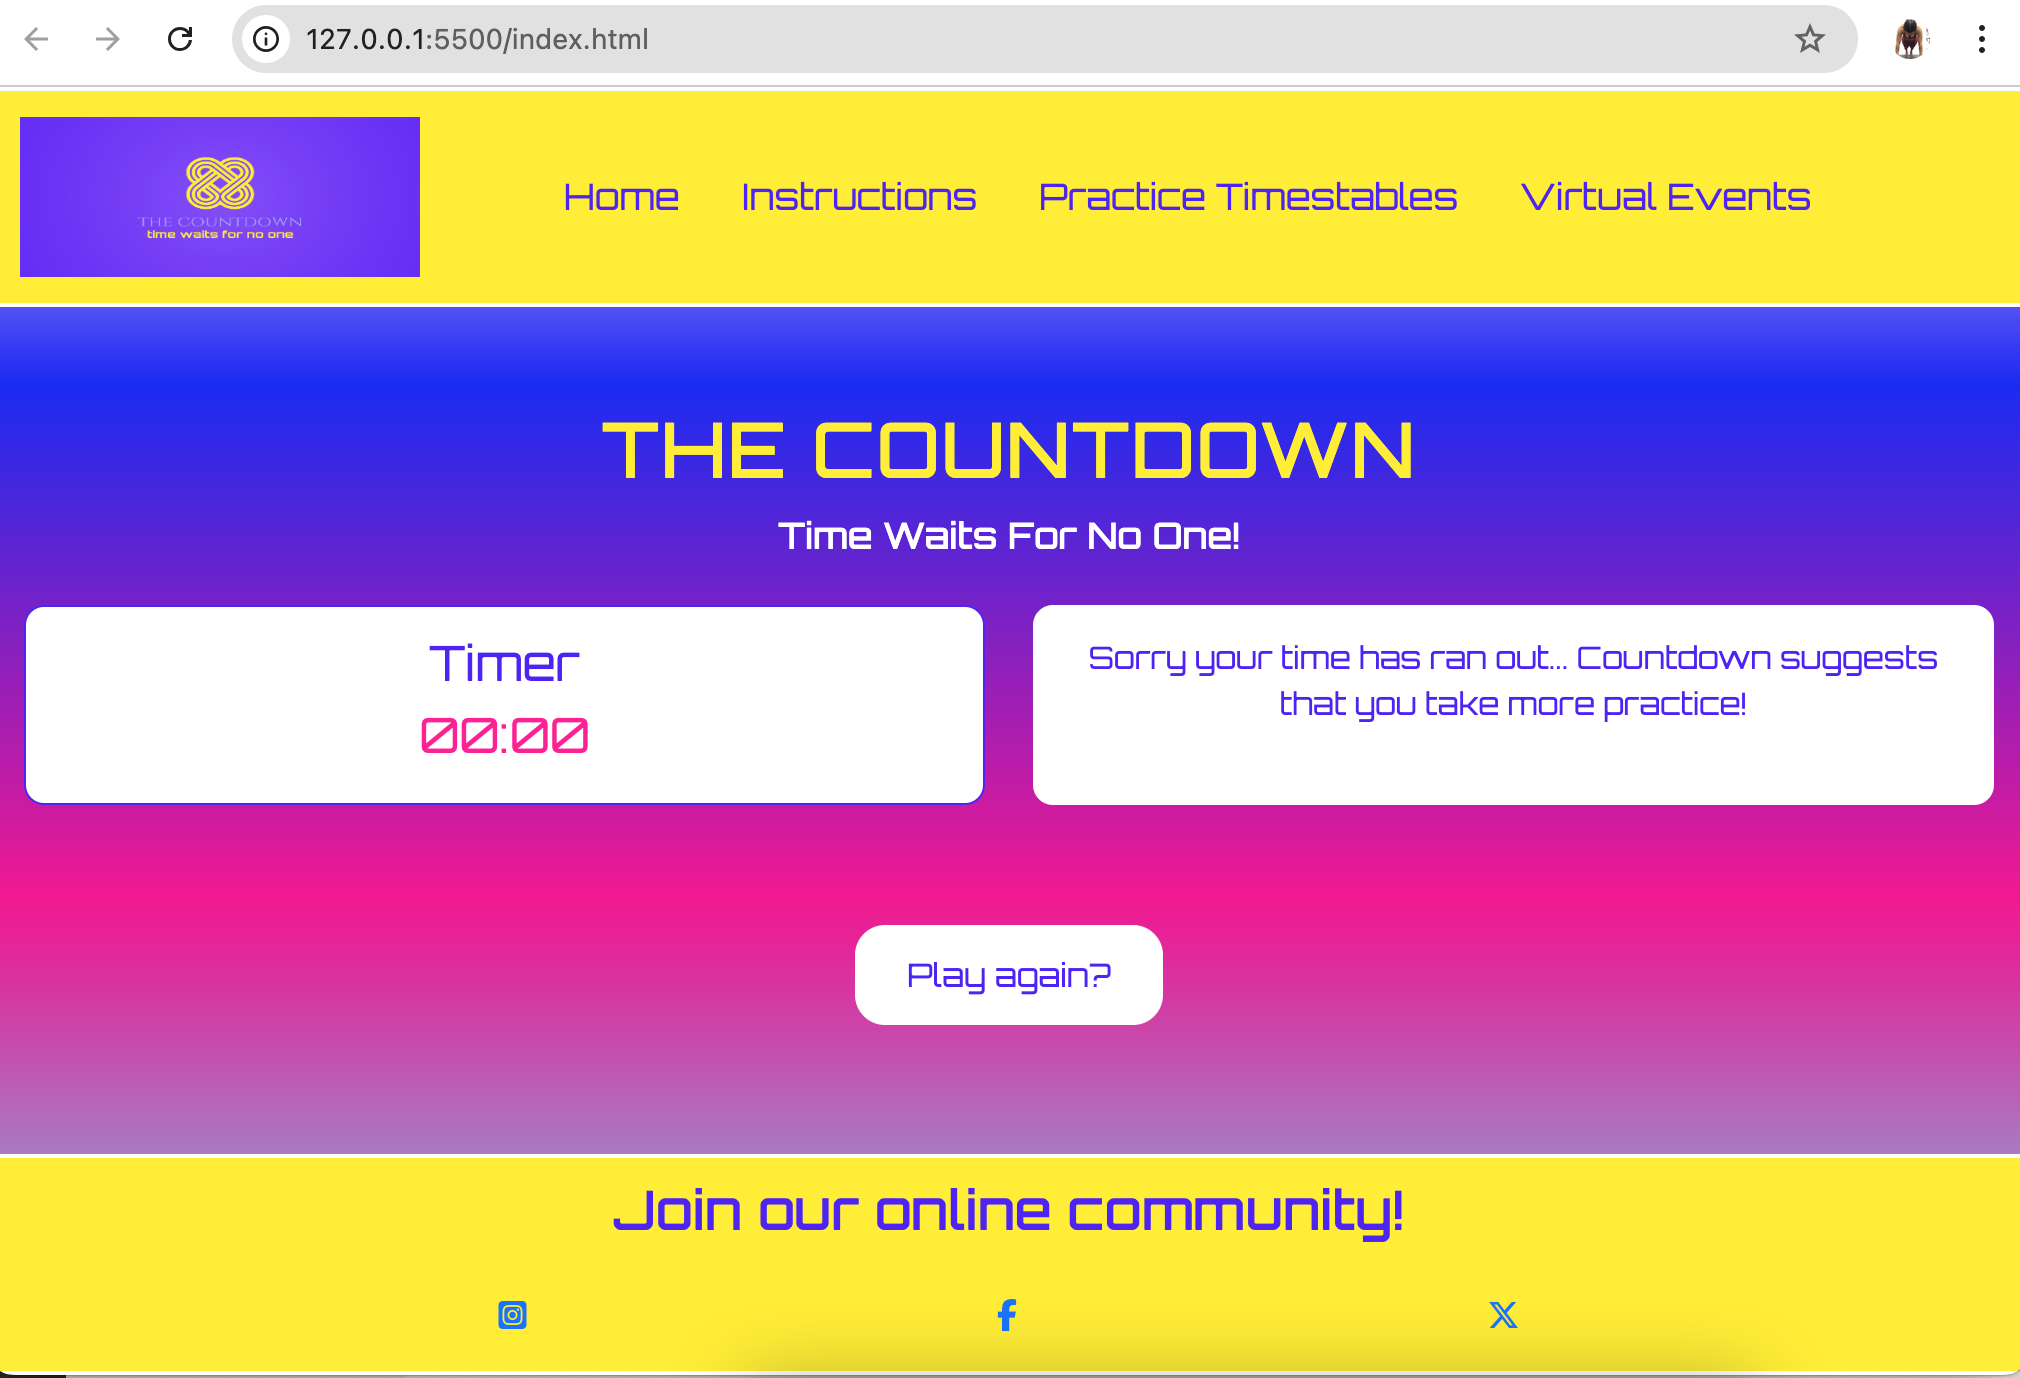 127.0.0.1:5500/index.html
THE COUNTDOWN
time waits for no one
Home Instructions Practice Timestables Virtual Events
THE COUNTDOWN
Time Waits For No One!
Timer
00:00
Sorry your time has ran out... Countdown suggests
that you take more practice!
Play again?
Join our online community!